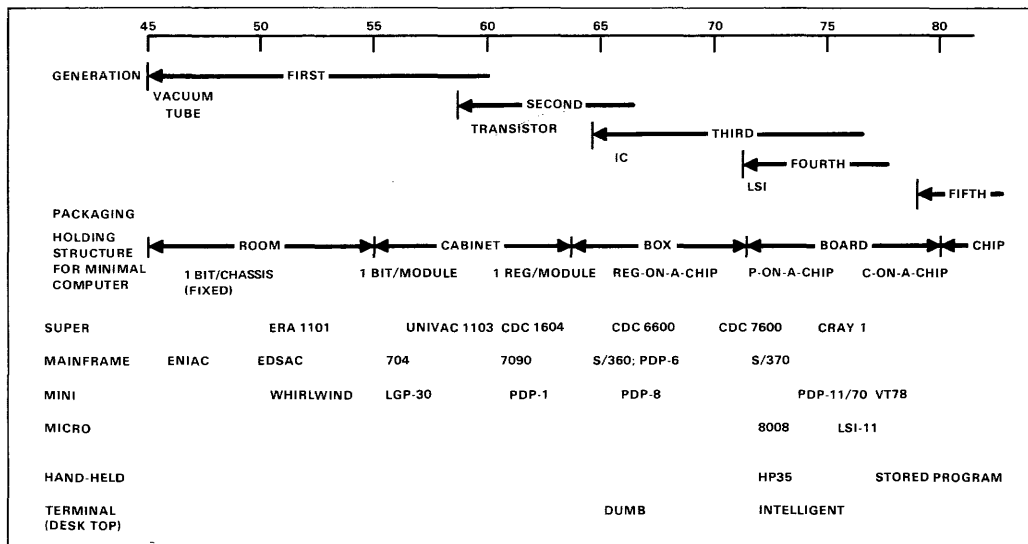 45 50 55 60 65 70 75 80
GENERATION FIRST
VACUUM TUBE
SECOND
TRANSISTOR
THIRD
IC
FOURTH
LSI
FIFTH
PACKAGING
HOLDING STRUCTURE FOR MINIMAL COMPUTER
ROOM CABINET BOX BOARD CHIP
1 BIT/CHASSIS (FIXED) 1 BIT/MODULE 1 REG/MODULE REG-ON-A-CHIP P-ON-A-CHIP C-ON-A-CHIP
SUPER ERA 1101 UNIVAC 1103 CDC 1604 CDC 6600 CDC 7600 CRAY 1
MAINFRAME ENIAC EDSAC 704 7090 S/360; PDP-6 S/370
MINI WHIRLWIND LGP-30 PDP-1 PDP-8 PDP-11/70 VT78
MICRO 8008 LSI-11
HAND-HELD HP35 STORED PROGRAM
TERMINAL (DESK TOP) DUMB INTELLIGENT